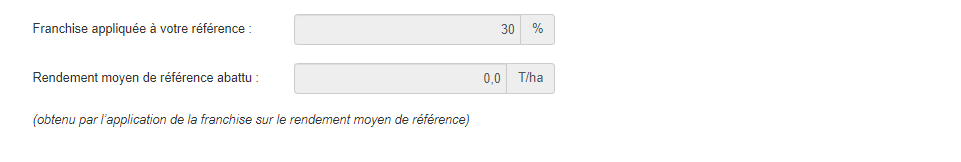 Franchise appliquée à votre référence : 30 %
Rendement moyen de référence abattu : 0,0 T/ha
(obtenu par l'application de la franchise sur le rendement moyen de référence)